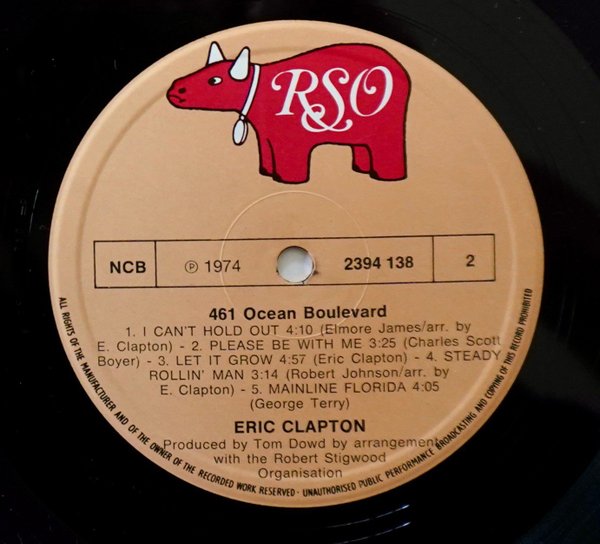 RSO
NCB
℗ 1974
2394 138
2
461 Ocean Boulevard
1. I CAN'T HOLD OUT 4:10 (Elmore James/arr. by
E. Clapton) - 2. PLEASE BE WITH ME 3:25 (Charles Scott
Boyer) - 3. LET IT GROW 4:57 (Eric Clapton) - 4. STEADY
ROLLIN' MAN 3:14 (Robert Johnson/arr. by
E. Clapton) - 5. MAINLINE FLORIDA 4:05
(George Terry)
ERIC CLAPTON
Produced by Tom Dowd by arrangement
with the Robert Stigwood
Organisation
ALL RIGHTS OF THE MANUFACTURER AND OF THE OWNER OF THE RECORDED WORK RESERVED · UNAUTHORISED PUBLIC PERFORMANCE BROADCASTING AND COPYING OF THIS RECORD PROHIBITED